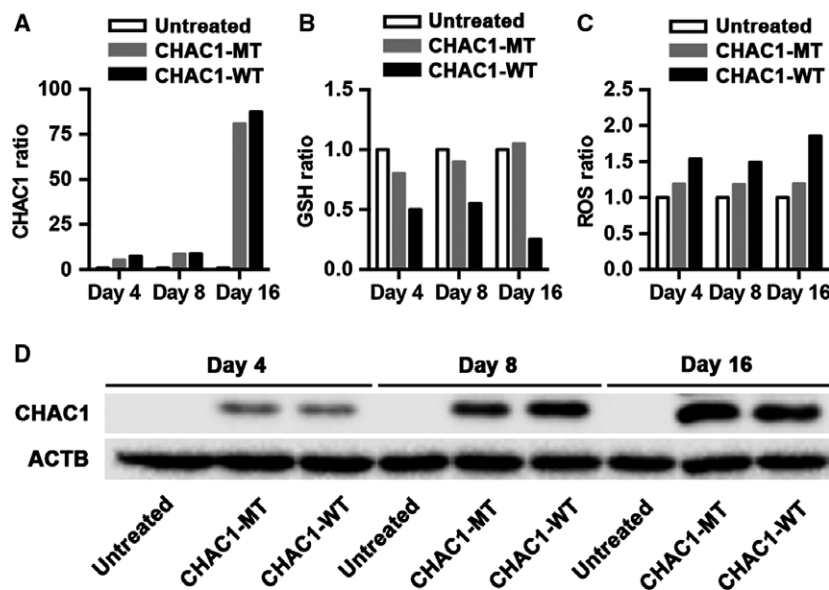 A
Untreated
CHAC1-MT
CHAC1-WT
CHAC1 ratio
100
75
50
25
0
Day 4 Day 8 Day 16
B
Untreated
CHAC1-MT
CHAC1-WT
GSH ratio
1.5
1.0
0.5
0.0
Day 4 Day 8 Day 16
C
Untreated
CHAC1-MT
CHAC1-WT
ROS ratio
2.5
2.0
1.5
1.0
0.5
0.0
Day 4 Day 8 Day 16
D
Day 4 Day 8 Day 16
CHAC1
ACTB
Untreated CHAC1-MT CHAC1-WT Untreated CHAC1-MT CHAC1-WT Untreated CHAC1-MT CHAC1-WT